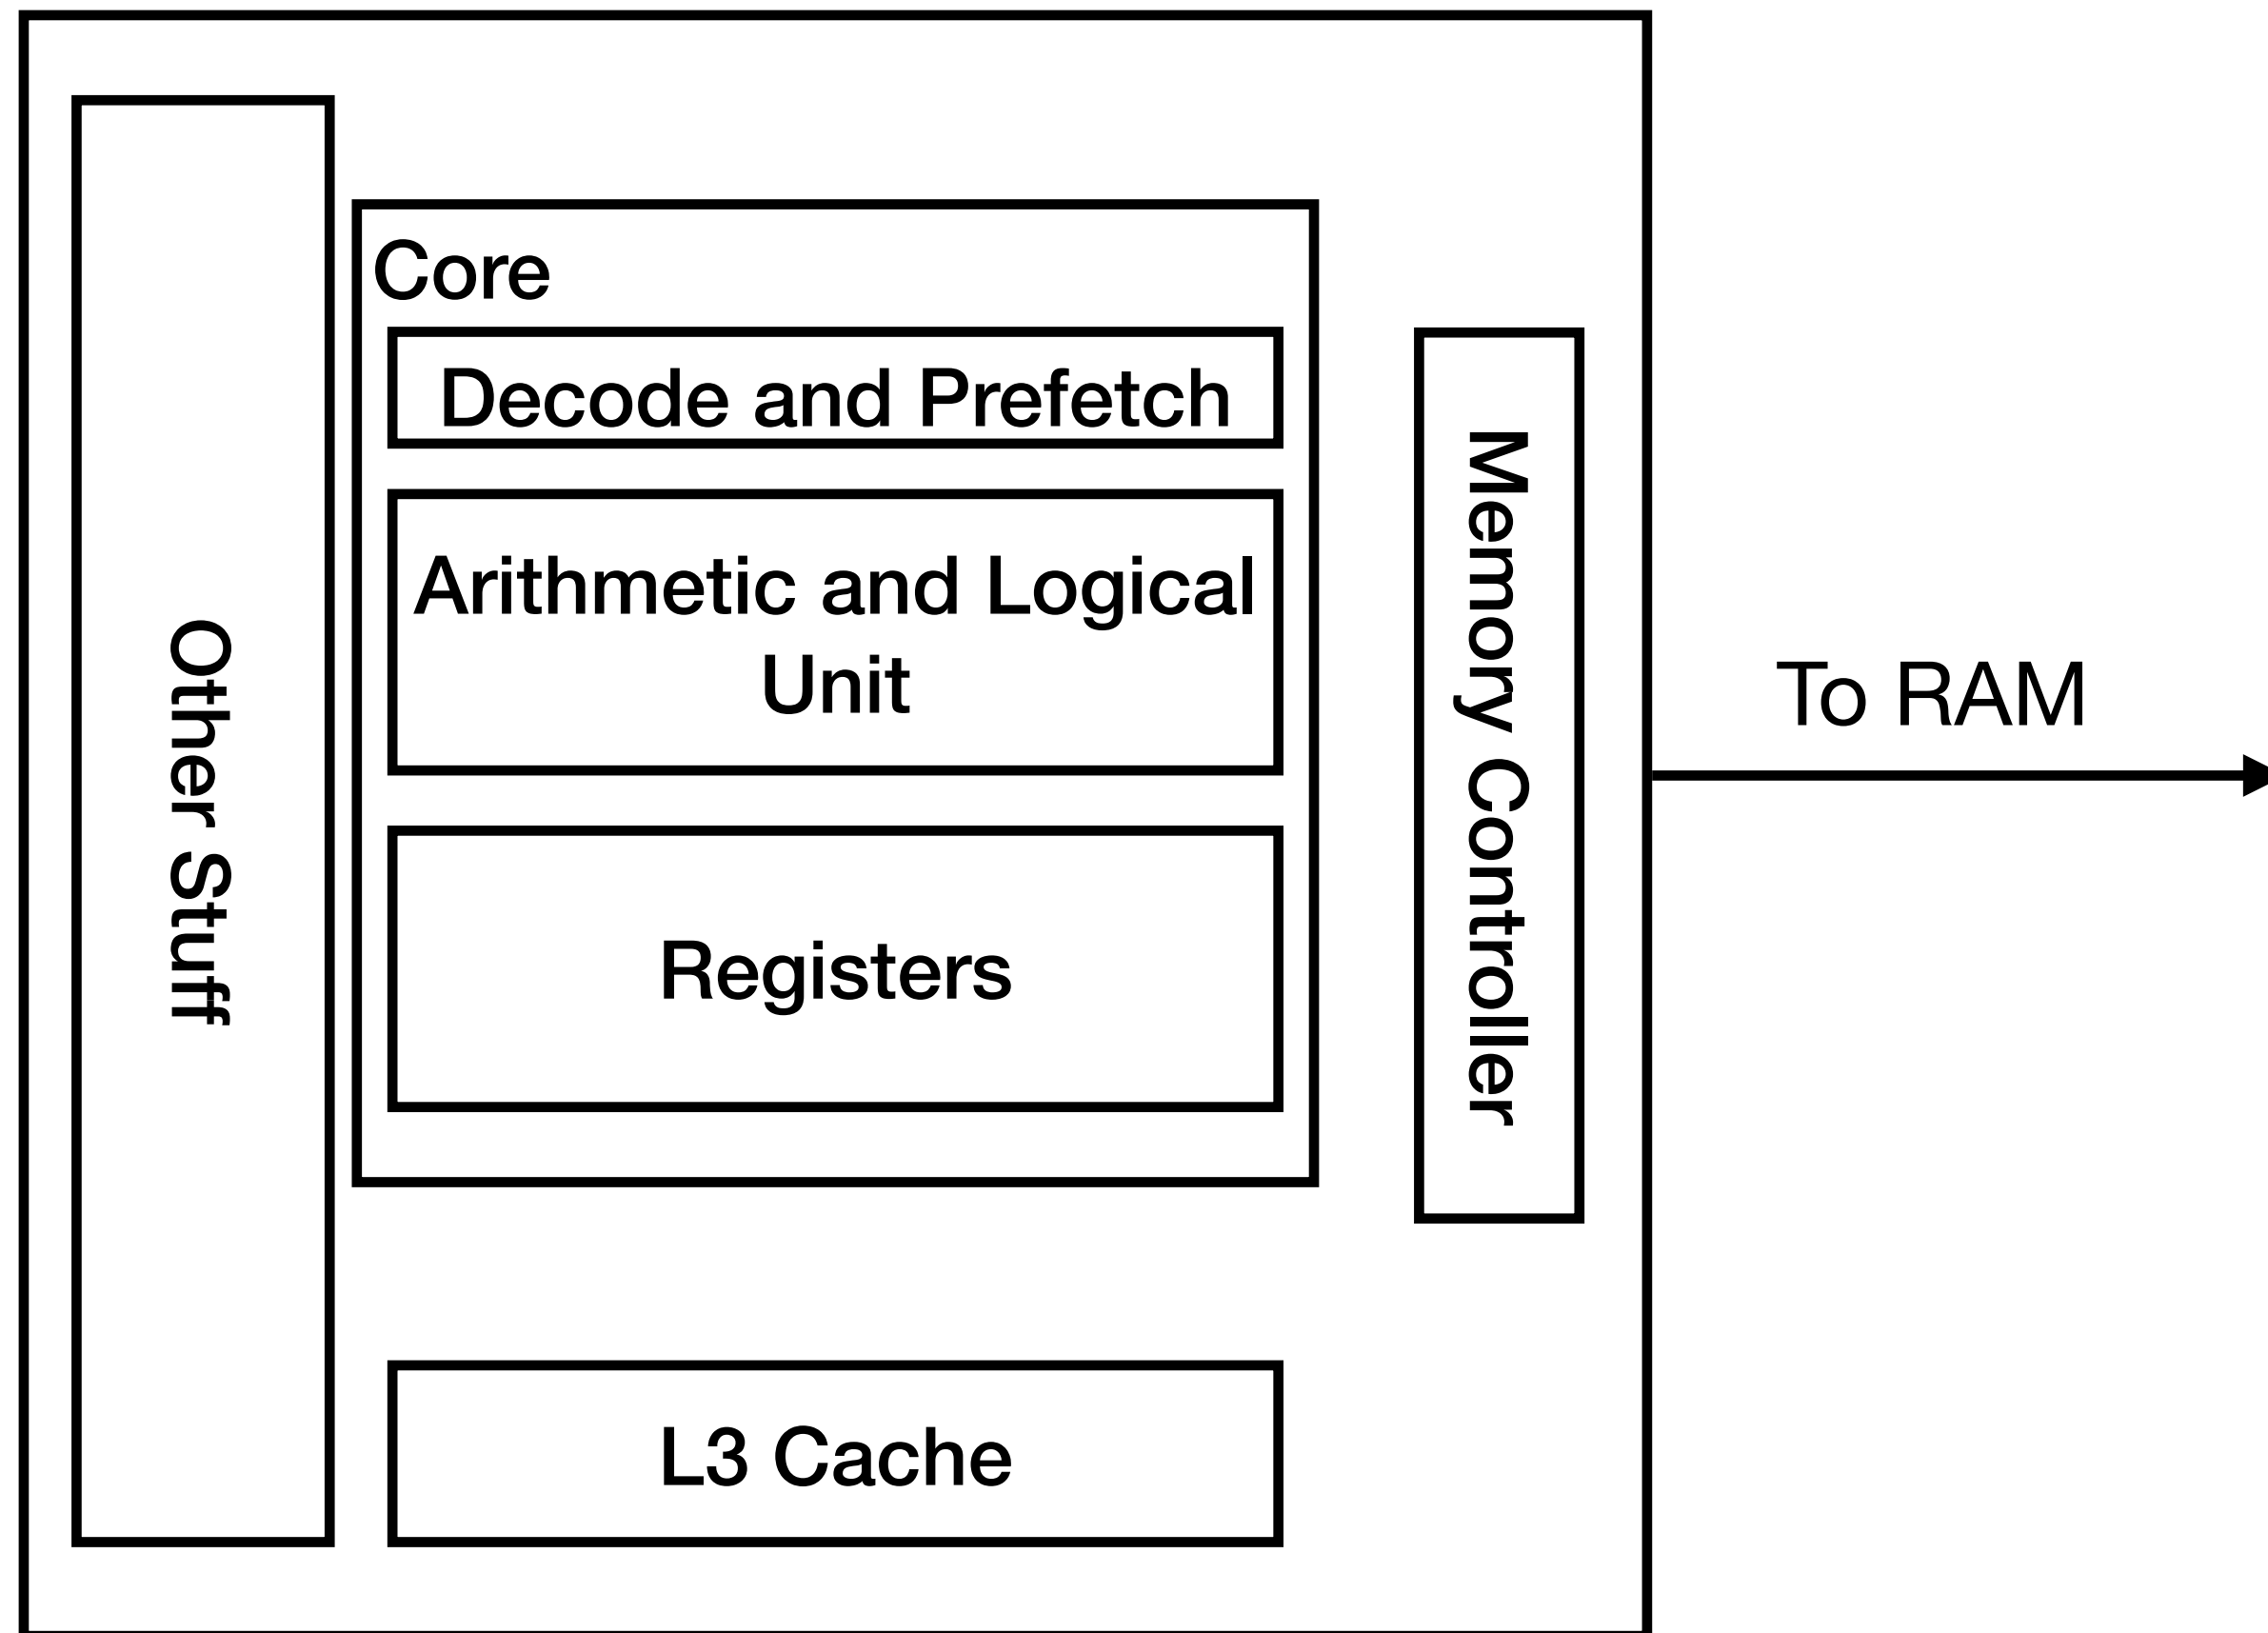 Core
Decode and Prefetch
Arithmetic and Logical
Unit
Registers
L3 Cache
Other Stuff
Memory Controller
To RAM